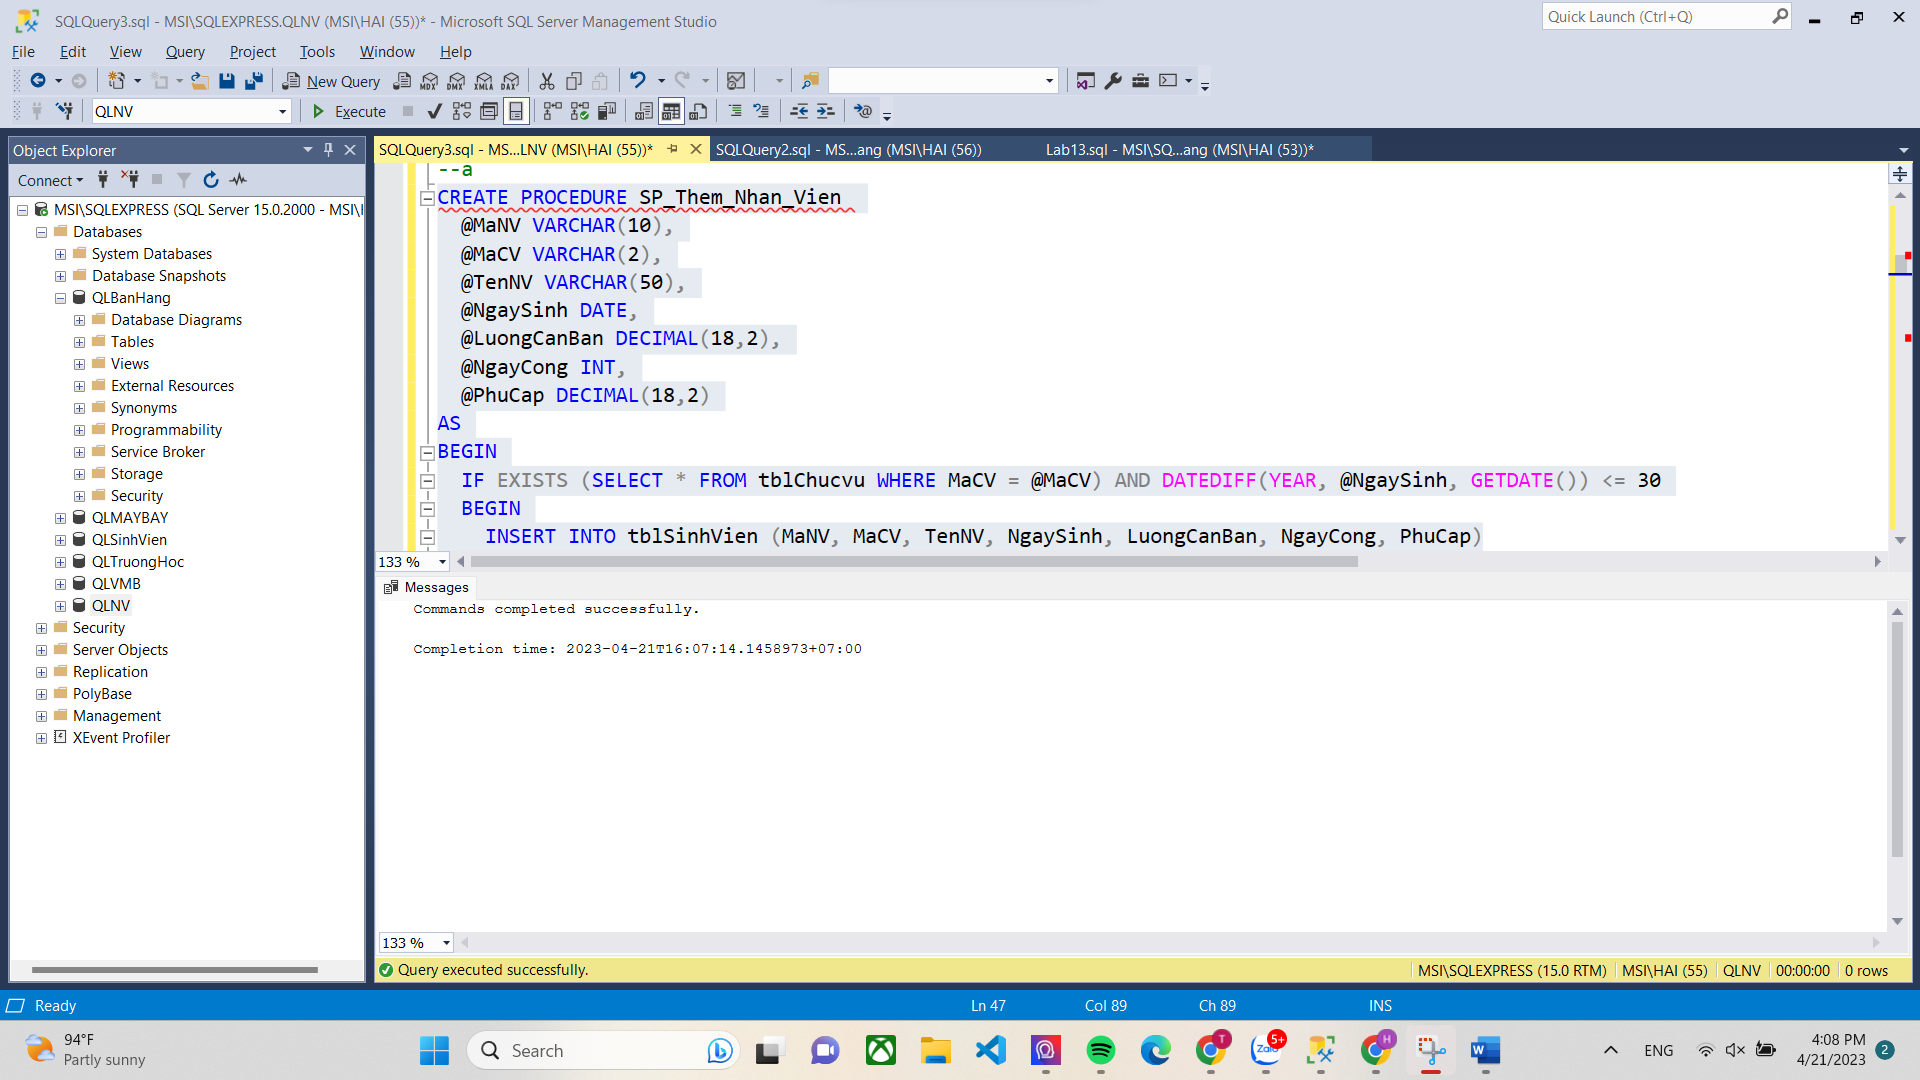 SQLQuery3.sql - MSI\SQLEXPRESS.QLNV (MSI\HAI (55))* - Microsoft SQL Server Management Studio
Quick Launch (Ctrl+Q)
File Edit View Query Project Tools Window Help
New Query
MDX DMX XMLA DAX
QLNV
Execute
Object Explorer
SQLQuery3.sql - MS...LNV (MSI\HAI (55))*
SQLQuery2.sql - MS...ang (MSI\HAI (56))
Lab13.sql - MSI\SQ...ang (MSI\HAI (53))*
Connect
MSI\SQLEXPRESS (SQL Server 15.0.2000 - MSI\
Databases
System Databases
Database Snapshots
QLBanHang
Database Diagrams
Tables
Views
External Resources
Synonyms
Programmability
Service Broker
Storage
Security
QLMAYBAY
QLSinhVien
QLTruongHoc
QLVMB
QLNV
Security
Server Objects
Replication
PolyBase
Management
XEvent Profiler
--a
CREATE PROCEDURE SP_Them_Nhan_Vien
@MaNV VARCHAR(10),
@MaCV VARCHAR(2),
@TenNV VARCHAR(50),
@NgaySinh DATE,
@LuongCanBan DECIMAL(18,2),
@NgayCong INT,
@PhuCap DECIMAL(18,2)
AS
BEGIN
IF EXISTS (SELECT * FROM tblChucvu WHERE MaCV = @MaCV) AND DATEDIFF(YEAR, @NgaySinh, GETDATE()) <= 30
BEGIN
INSERT INTO tblSinhVien (MaNV, MaCV, TenNV, NgaySinh, LuongCanBan, NgayCong, PhuCap)
133 %
Messages
Commands completed successfully.
Completion time: 2023-04-21T16:07:14.1458973+07:00
133 %
Query executed successfully.
MSI\SQLEXPRESS (15.0 RTM) MSI\HAI (55) QLNV 00:00:00 0 rows
Ready
Ln 47 Col 89 Ch 89 INS
94°F
Partly sunny
Search
T
Zalo
5+
H
W
ENG
4:08 PM
4/21/2023
2